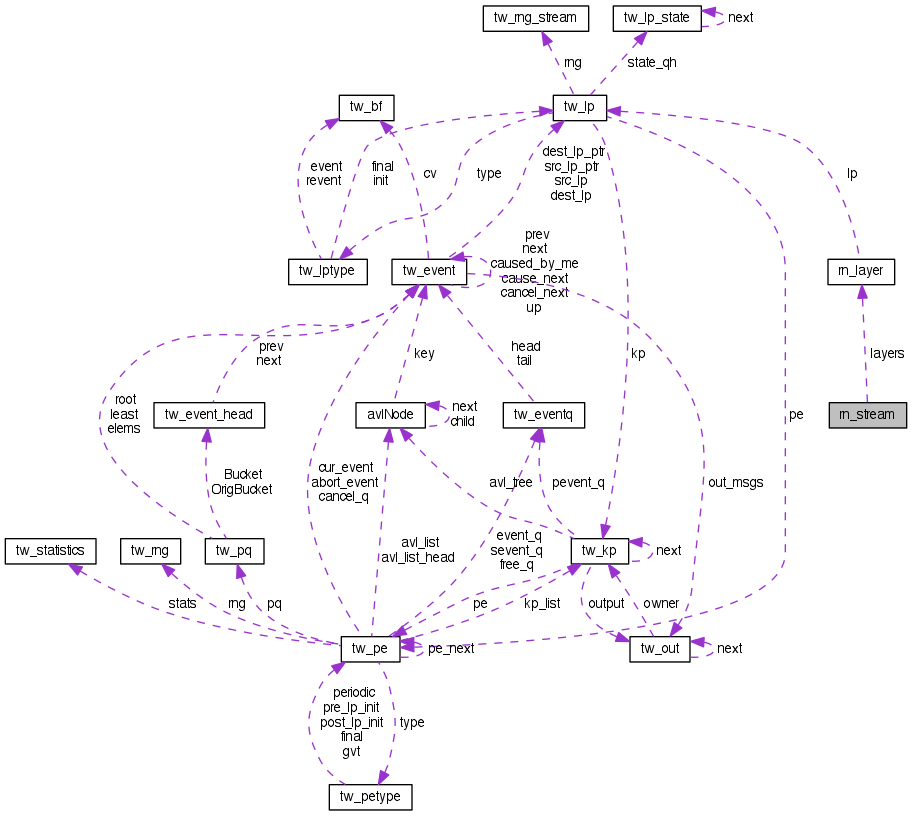 tw_rng_stream
tw_lp_state
next
rng
state_qh
tw_bf
tw_lp
event
revent
final
init
cv
type
dest_lp_ptr
src_lp_ptr
src_lp
dest_lp
lp
tw_lptype
tw_event
prev
next
caused_by_me
cause_next
cancel_next
up
rn_layer
prev
next
key
head
tail
kp
layers
root
least
elems
tw_event_head
avlNode
next
child
tw_eventq
pe
rn_stream
Bucket
OrigBucket
cur_event
abort_event
cancel_q
avl_tree
pevent_q
out_msgs
tw_statistics
tw_rng
tw_pq
avl_list
avl_list_head
event_q
sevent_q
free_q
tw_kp
next
stats
rng
pq
pe
kp_list
output
owner
tw_pe
pe_next
tw_out
next
periodic
pre_lp_init
post_lp_init
final
gvt
type
tw_petype